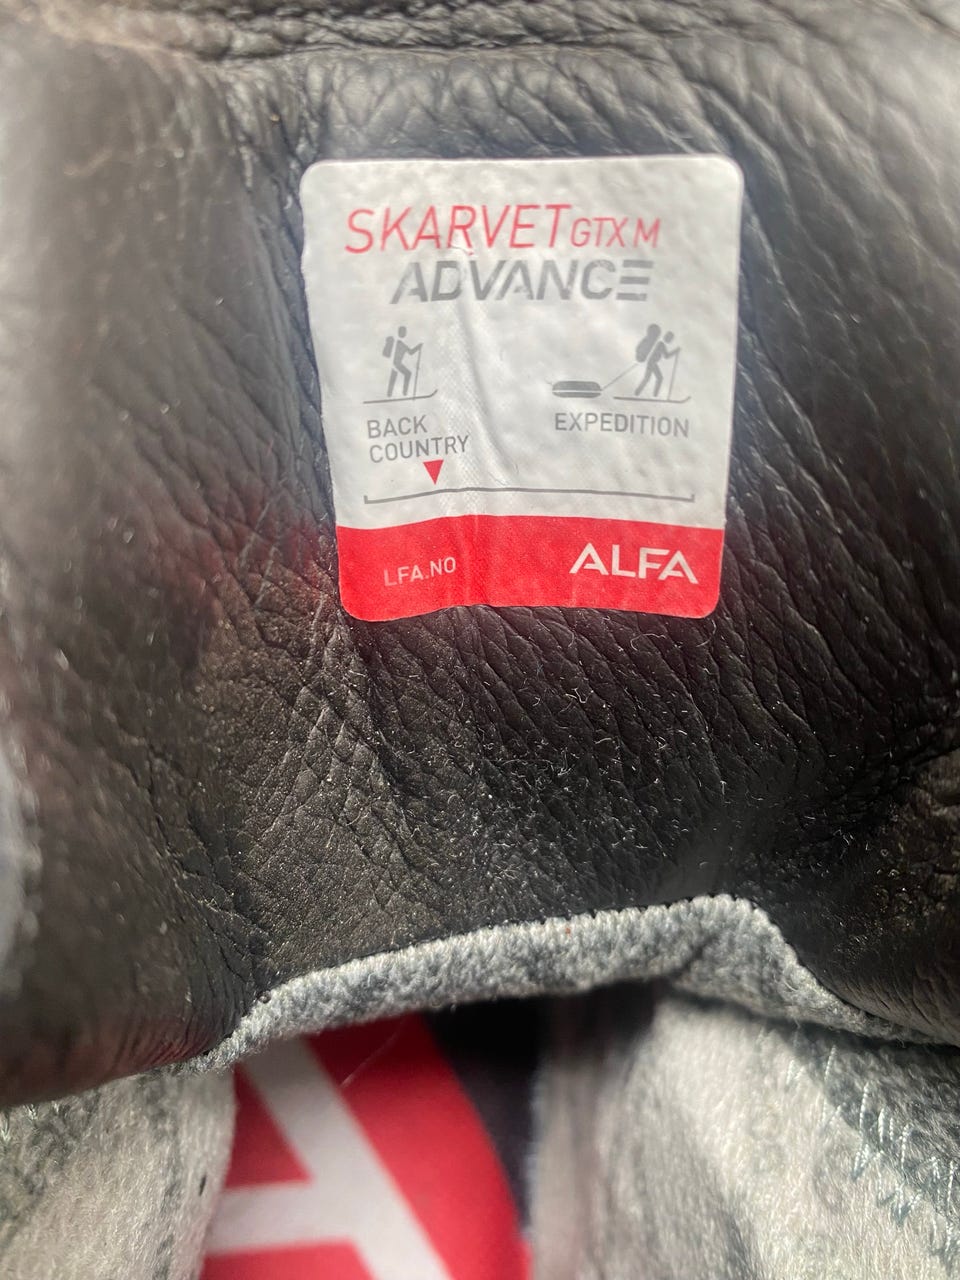 SKARVET GTX M
ADVANCE
BACK
COUNTRY
EXPEDITION
LFA.NO
ALFA